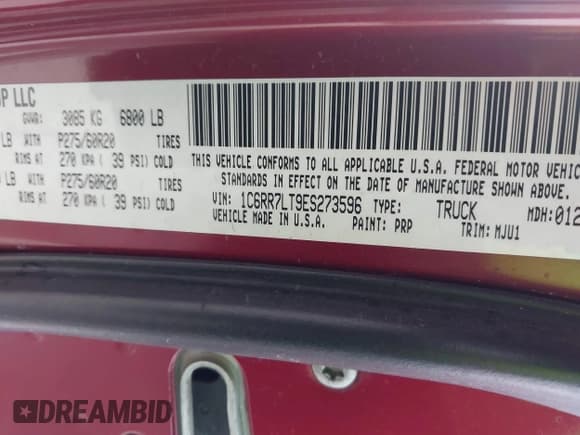 P LLC
GVWR: 3085 KG 6800 LB
LB WITH P275/60R20 TIRES
RIMS AT 270 KPA ( 39 PSI) COLD
LB WITH P275/60R20 TIRES
RIMS AT 270 KPA ( 39 PSI) COLD
THIS VEHICLE CONFORMS TO ALL APPLICABLE U.S.A. FEDERAL MOTOR VEHIC
STANDARDS IN EFFECT ON THE DATE OF MANUFACTURE SHOWN ABOVE.
VIN: 1C6RR7LT9ES273596 TYPE: TRUCK MDH: 012
VEHICLE MADE IN U.S.A. PAINT: PRP TRIM: MJU1
DREAMBID